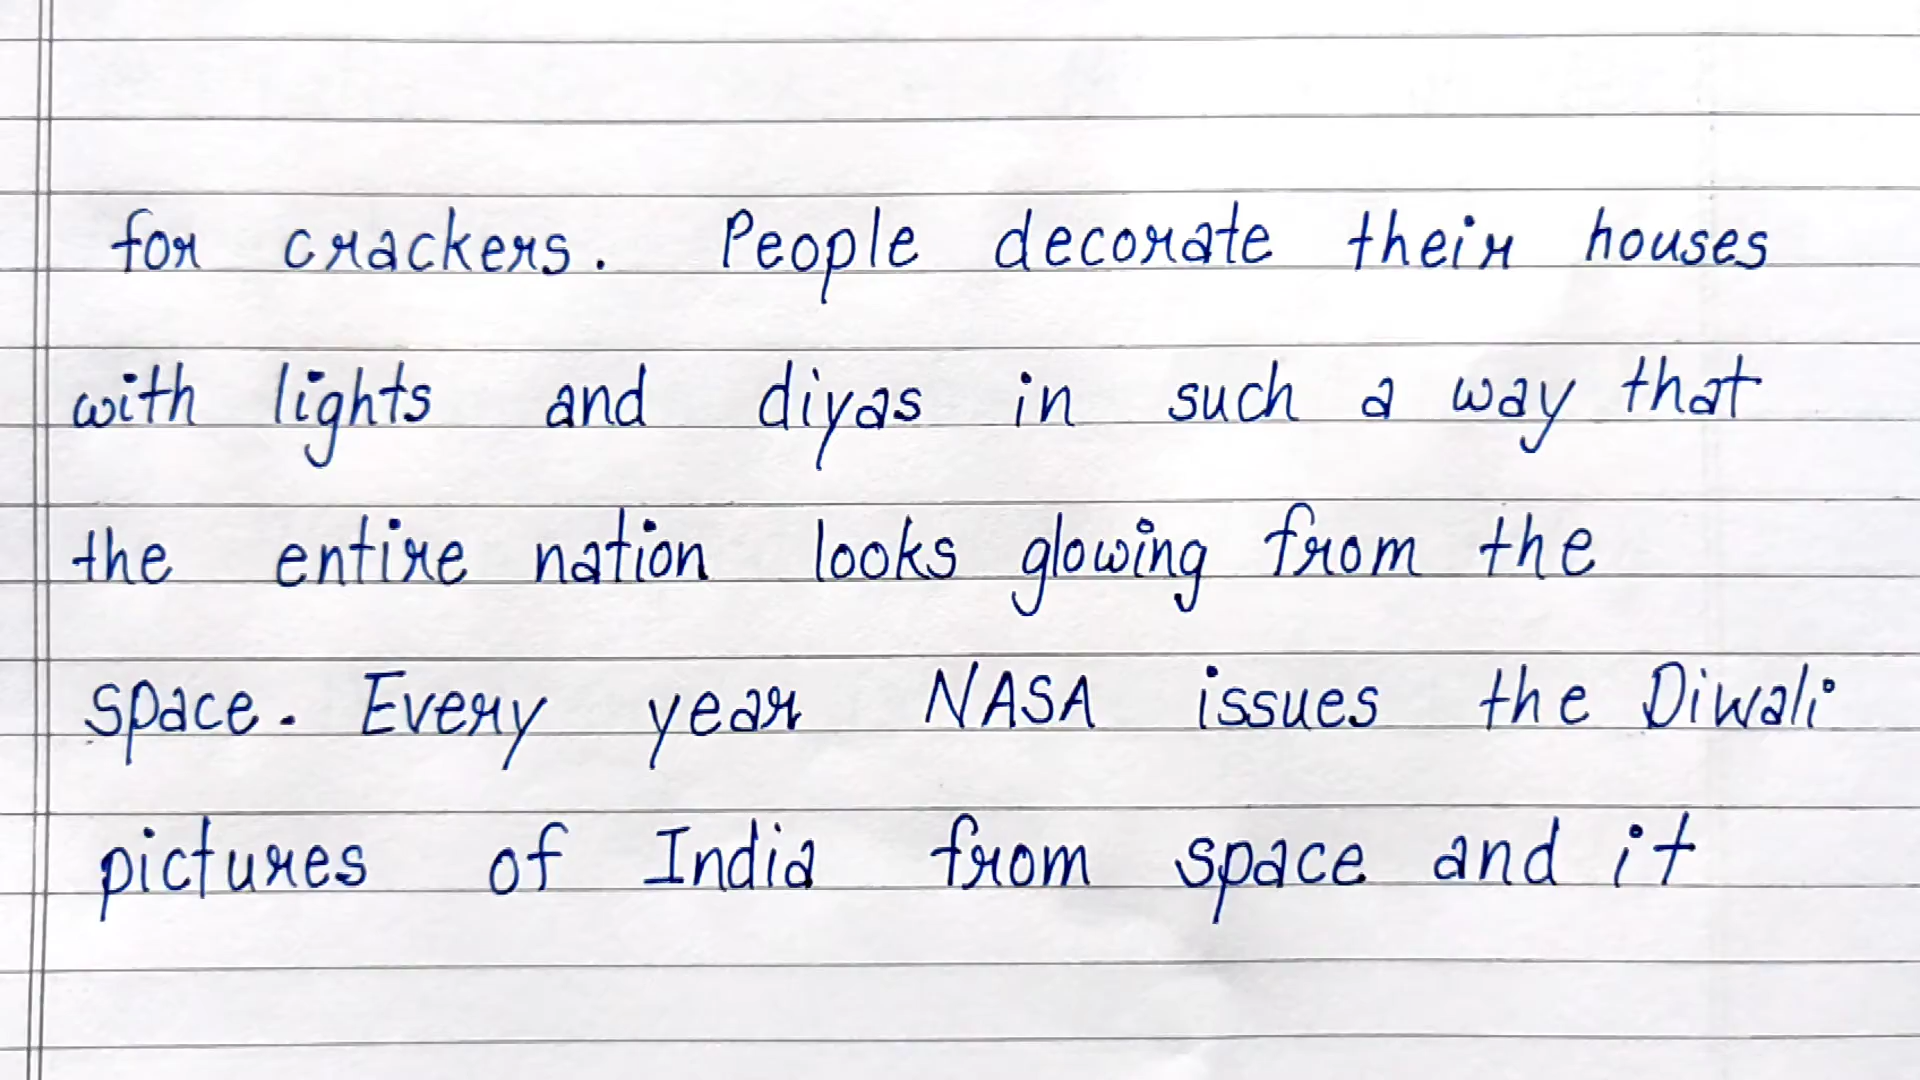 for crackers. People decorate their houses
with lights and diyas in such a way that
the entire nation looks glowing from the
space. Every year NASA issues the Diwali
pictures of India from space and it